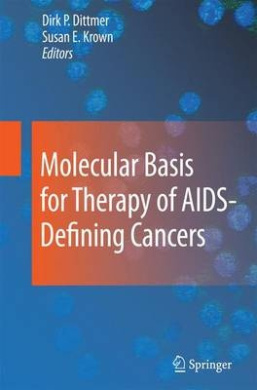 Dirk P. Dittmer
Susan E. Krown
Editors
Molecular Basis
for Therapy of AIDS-
Defining Cancers
Springer